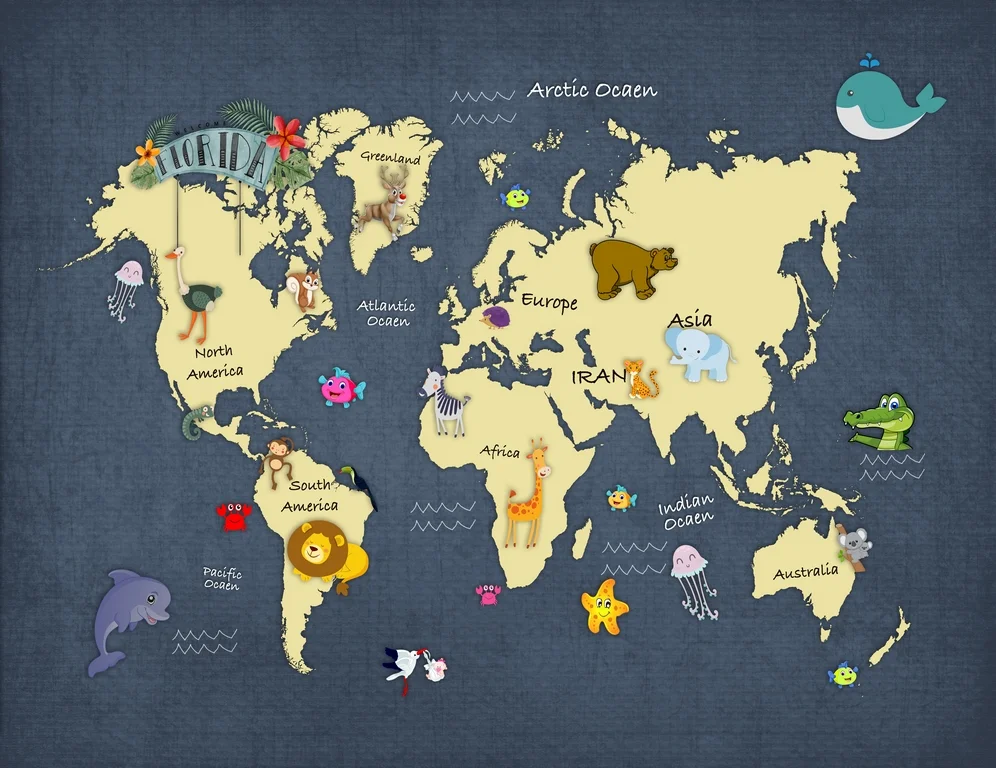 Arctic Ocaen
WELCOME
FLORIDA
Greenland
Atlantic
Ocaen
Europe
Asia
North
America
IRAN
Africa
South
America
Indian
Ocaen
Pacific
Ocaen
Australia